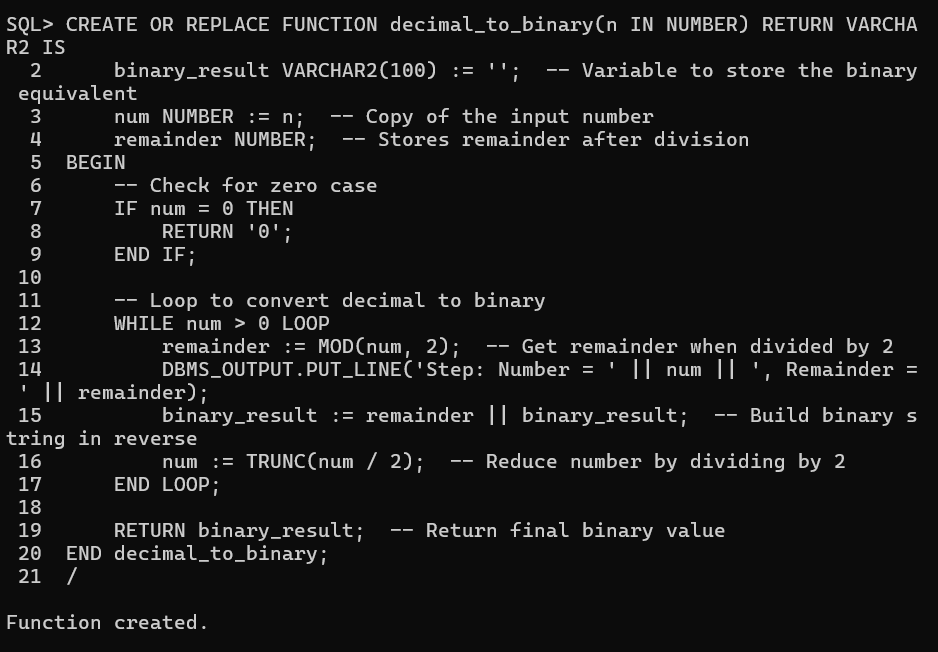 SQL> CREATE OR REPLACE FUNCTION decimal_to_binary(n IN NUMBER) RETURN VARCHA
R2 IS
  2      binary_result VARCHAR2(100) := '';  -- Variable to store the binary
 equivalent
  3      num NUMBER := n;  -- Copy of the input number
  4      remainder NUMBER;  -- Stores remainder after division
  5  BEGIN
  6      -- Check for zero case
  7      IF num = 0 THEN
  8          RETURN '0';
  9      END IF;
 10
 11      -- Loop to convert decimal to binary
 12      WHILE num > 0 LOOP
 13          remainder := MOD(num, 2);  -- Get remainder when divided by 2
 14          DBMS_OUTPUT.PUT_LINE('Step: Number = ' || num || ', Remainder =
 ' || remainder);
 15          binary_result := remainder || binary_result;  -- Build binary s
tring in reverse
 16          num := TRUNC(num / 2);  -- Reduce number by dividing by 2
 17      END LOOP;
 18
 19      RETURN binary_result;  -- Return final binary value
 20  END decimal_to_binary;
 21  /

Function created.